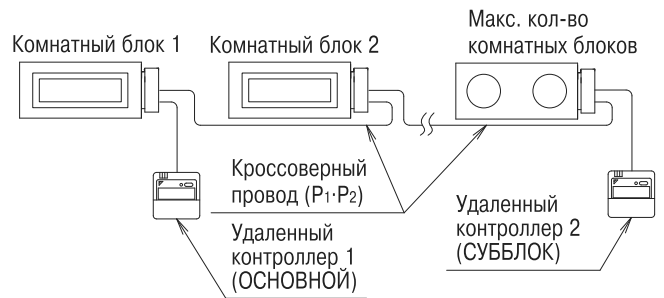 Комнатный блок 1
Комнатный блок 2
Макс. кол-во
комнатных блоков
Кроссоверный
провод (P1·P2)
Удаленный
контроллер 1
(ОСНОВНОЙ)
Удаленный
контроллер 2
(СУББЛОК)